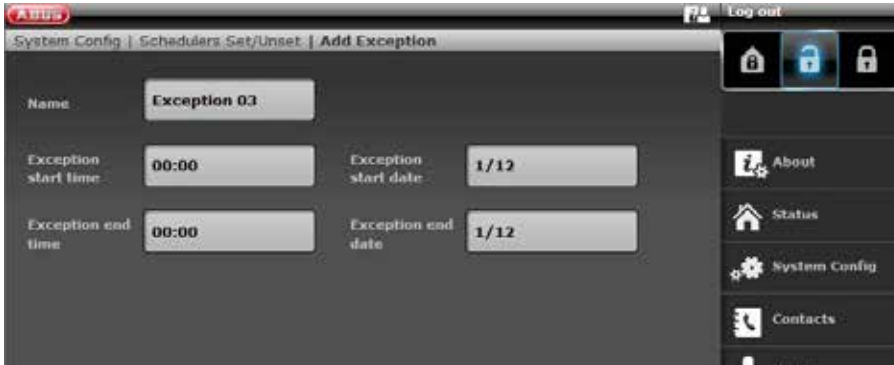 ABUS
Log out
System Config | Schedulers Set/Unset | Add Exception
Name
Exception 03
Exception
start time
00:00
Exception
start date
1/12
Exception end
time
00:00
Exception end
date
1/12
About
Status
System Config
Contacts